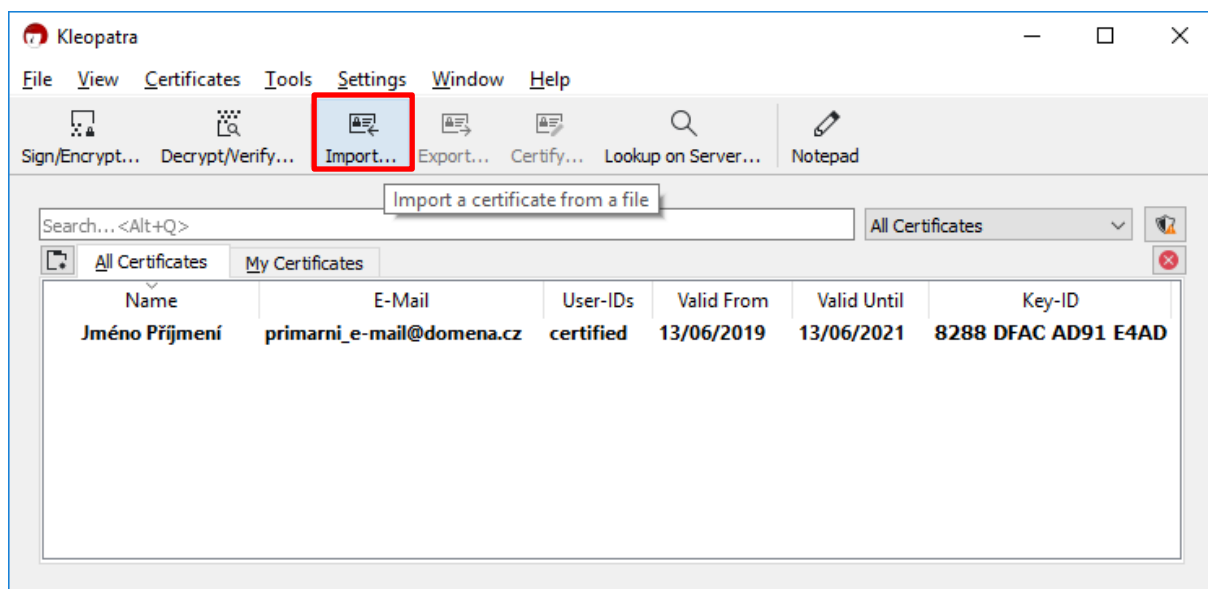 Kleopatra
File View Certificates Tools Settings Window Help
Sign/Encrypt... Decrypt/Verify... Import... Export... Certify... Lookup on Server... Notepad
Import a certificate from a file
Search...<Alt+Q> All Certificates
All Certificates My Certificates
Name E-Mail User-IDs Valid From Valid Until Key-ID
Jméno Příjmení primarni_e-mail@domena.cz certified 13/06/2019 13/06/2021 8288 DFAC AD91 E4AD